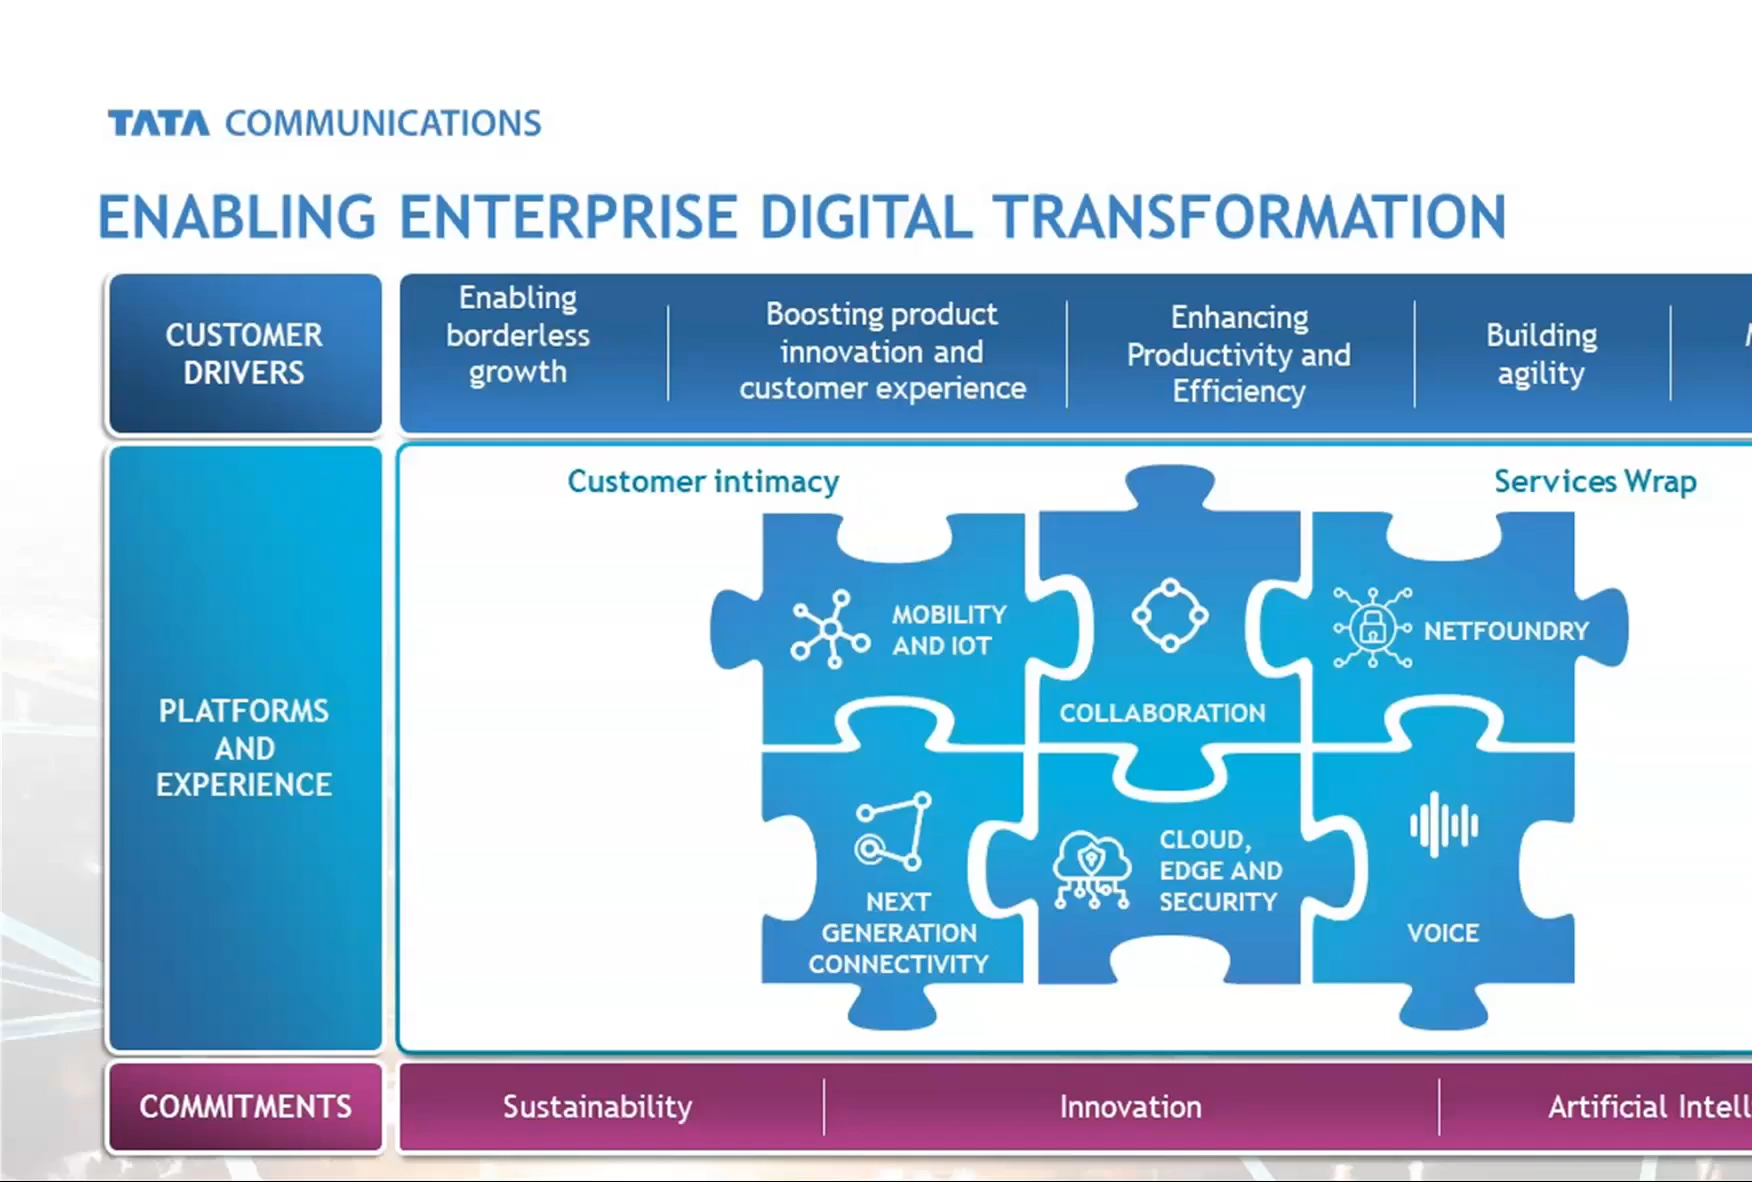 TATA COMMUNICATIONS
ENABLING ENTERPRISE DIGITAL TRANSFORMATION
CUSTOMER
DRIVERS
Enabling
borderless
growth
Boosting product
innovation and
customer experience
Enhancing
Productivity and
Efficiency
Building
agility
PLATFORMS
AND
EXPERIENCE
Customer intimacy
Services Wrap
MOBILITY
AND IOT
COLLABORATION
NETFOUNDRY
NEXT
GENERATION
CONNECTIVITY
CLOUD,
EDGE AND
SECURITY
VOICE
COMMITMENTS
Sustainability
Innovation
Artificial